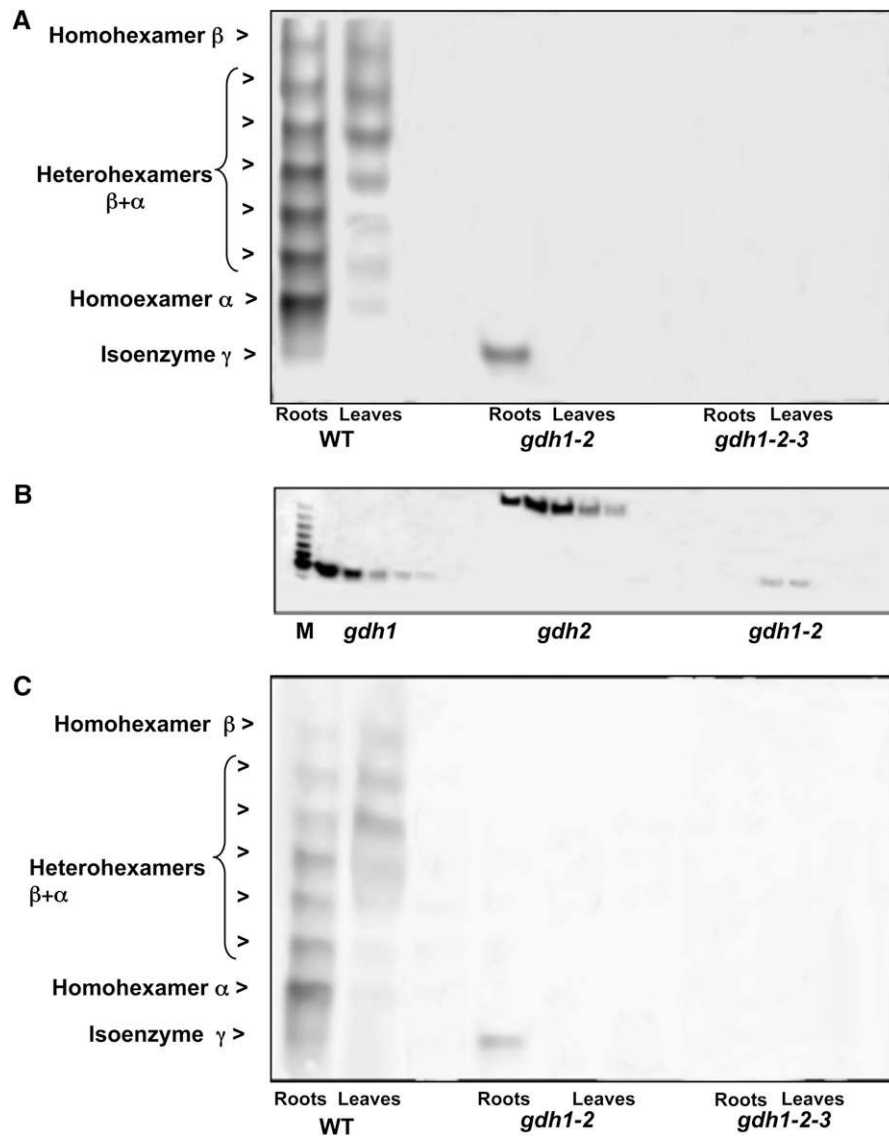 A
Homohexamer β >
>
>
Heterohexamers >
β+α
>
>
Homoexamer α >
Isoenzyme γ >
Roots Leaves Roots Leaves Roots Leaves
WT gdh1-2 gdh1-2-3
B
M gdh1 gdh2 gdh1-2
C
Homohexamer β >
>
>
>
Heterohexamers
β+α >
>
Homohexamer α >
Isoenzyme γ >
Roots Leaves Roots Leaves Roots Leaves
WT gdh1-2 gdh1-2-3